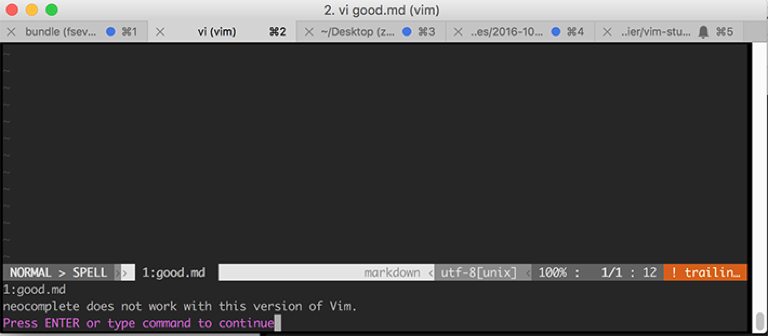 2. vi good.md (vim)
bundle (fsev... ⌘1 vi (vim) ⌘2 ~/Desktop (z... ⌘3 ..es/2016-10... ⌘4 ..ier/vim-stu... ⌘5
~
~
~
~
~
~
~
~
~
~
~
~
~
NORMAL > SPELL 1:good.md markdown < utf-8[unix] < 100% : 1/1 : 12 ! trailin…
1:good.md
neocomplete does not work with this version of Vim.
Press ENTER or type command to continue